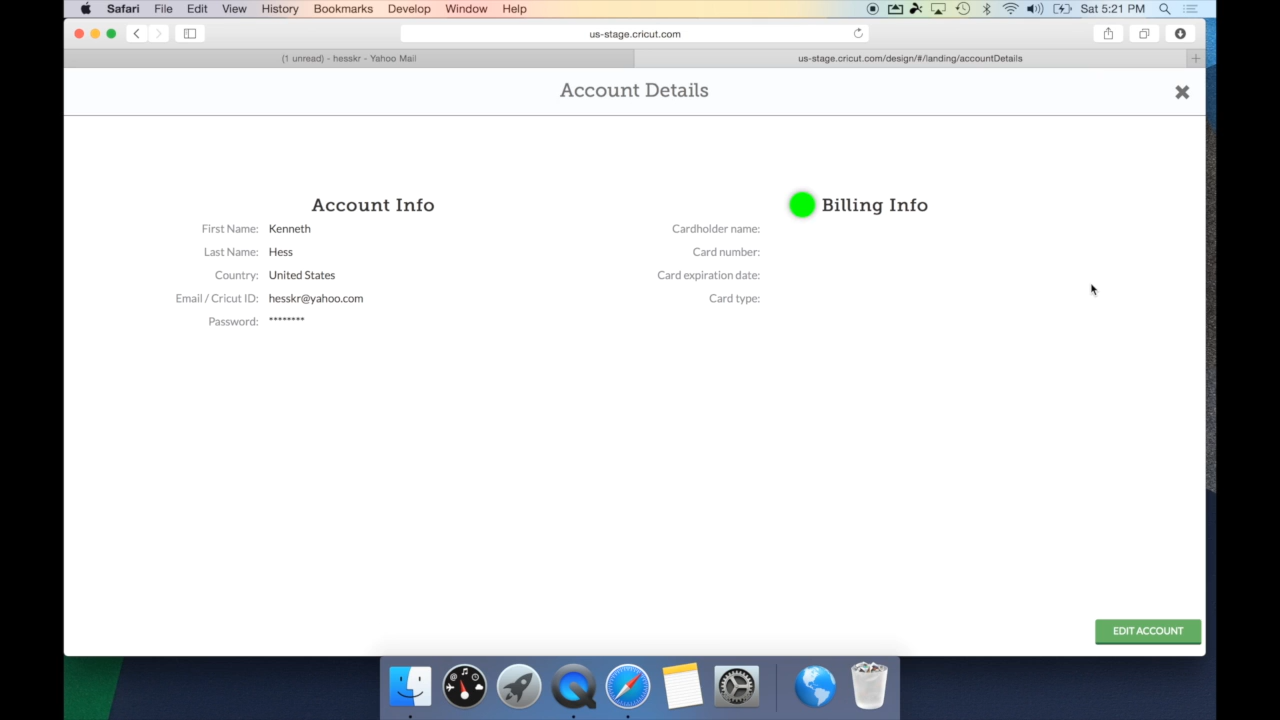 Safari File Edit View History Bookmarks Develop Window Help Sat 5:21 PM
us-stage.cricut.com
(1 unread) - hesskr - Yahoo Mail us-stage.cricut.com/design/#/landing/accountDetails
Account Details
Account Info
First Name: Kenneth
Last Name: Hess
Country: United States
Email / Cricut ID: hesskr@yahoo.com
Password: ********
Billing Info
Cardholder name:
Card number:
Card expiration date:
Card type:
EDIT ACCOUNT